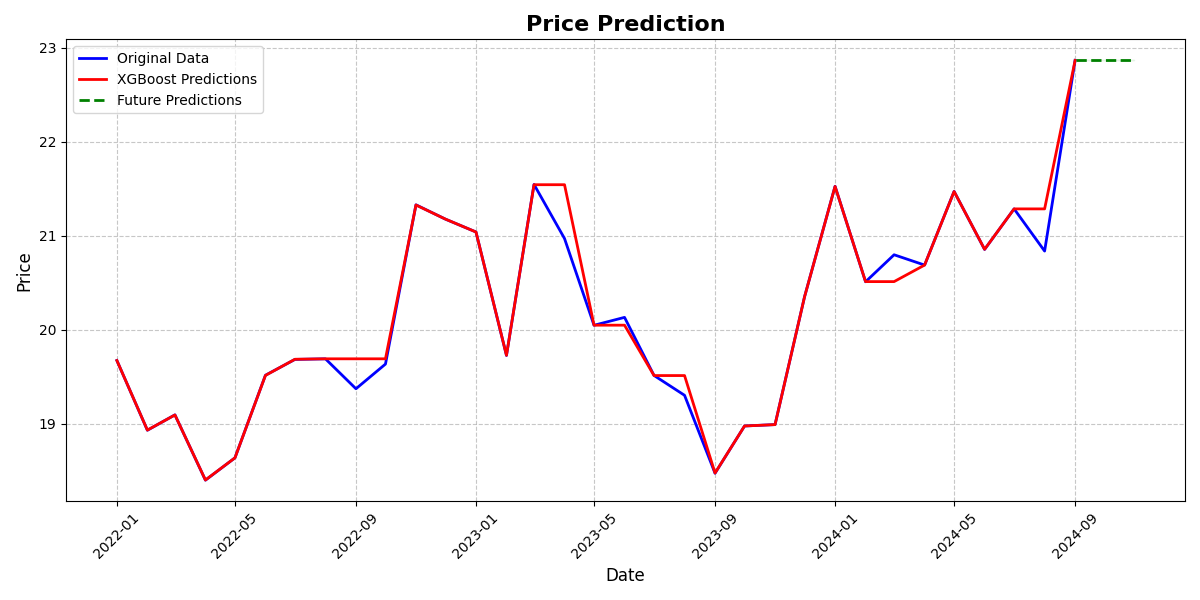 Price Prediction
Original Data
XGBoost Predictions
Future Predictions
Price
23
22
21
20
19
2022-01
2022-05
2022-09
2023-01
2023-05
2023-09
2024-01
2024-05
2024-09
Date